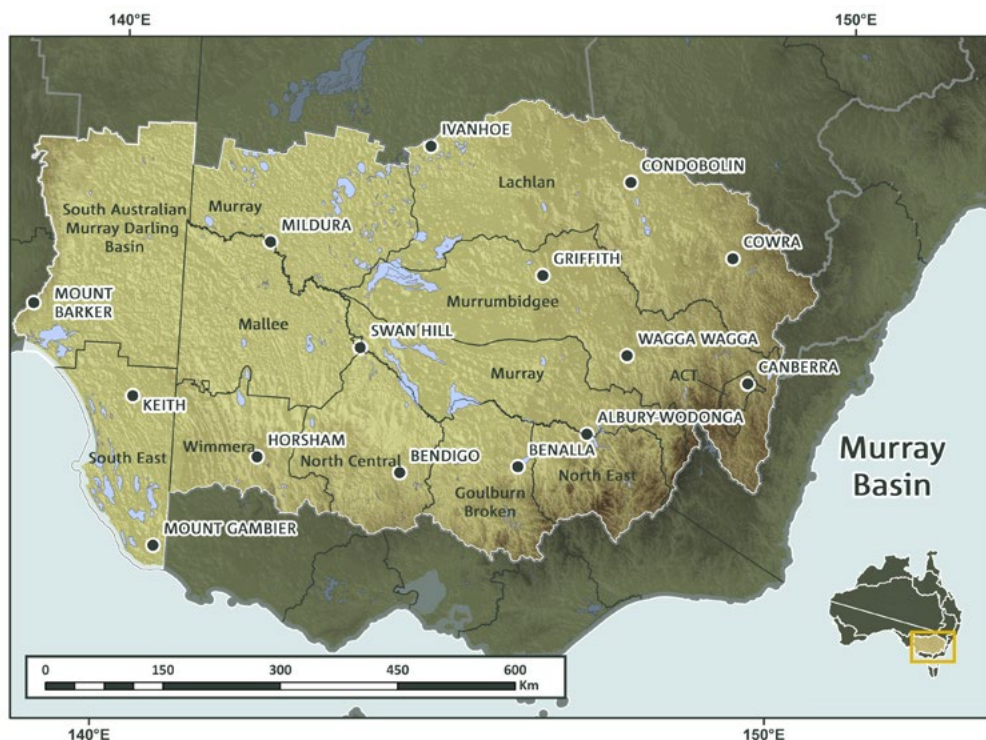 140°E
150°E
IVANHOE
CONDOBOLIN
Lachlan
South Australian
Murray Darling
Basin
Murray
MILDURA
COWRA
GRIFFITH
MOUNT
BARKER
Murrumbidgee
Mallee
SWAN HILL
WAGGA WAGGA
Murray
ACT
CANBERRA
KEITH
ALBURY-WODONGA
Wimmera
HORSHAM
South East
North Central
BENDIGO
BENALLA
North East
Goulburn
Broken
Murray
Basin
MOUNT GAMBIER
0
150
300
450
600
Km
140°E
150°E